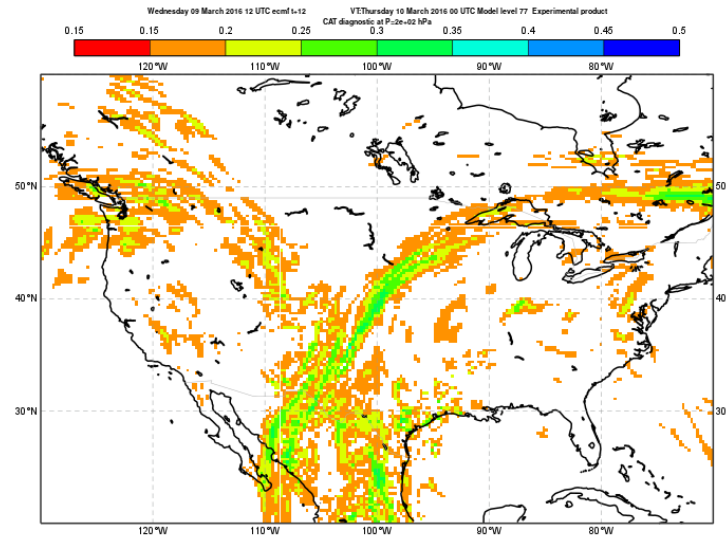 Wednesday 09 March 2016 12 UTC ecmf t+12 VT:Thursday 10 March 2016 00 UTC Model level 77 Experimental product
CAT diagnostic at P=2e+02 hPa
0.15 0.15 0.2 0.25 0.3 0.35 0.4 0.45 0.5
120°W 110°W 100°W 90°W 80°W
50°N 50
40°N 40
30°N 30
120°W 110°W 100°W 90°W 80°W